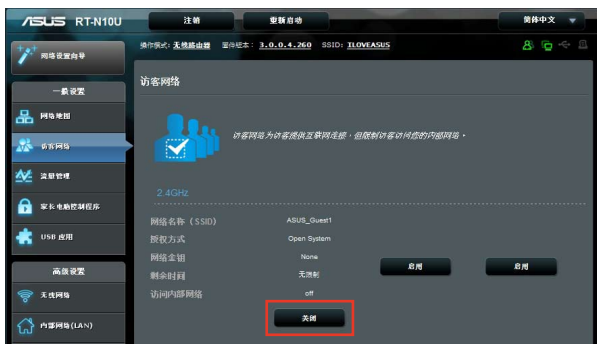 ASUS RT-N10U 注销 重新启动 简体中文
操作模式: 无线路由器 固件版本: 3.0.0.4.260 SSID: ILOVEASUS
网络设置向导
一般设置
网络地图
访客网络
流量管理
家长电脑控制程序
USB 应用
高级设置
无线网络
内部网络(LAN)
访客网络
访客网络为访客提供互联网连接，但限制访客访问您的内部网络。
2.4GHz
网络名称 (SSID) ASUS_Guest1
授权方式 Open System
网络金钥 None
剩余时间 无限制
访问内部网络 off
启用 启用
关闭